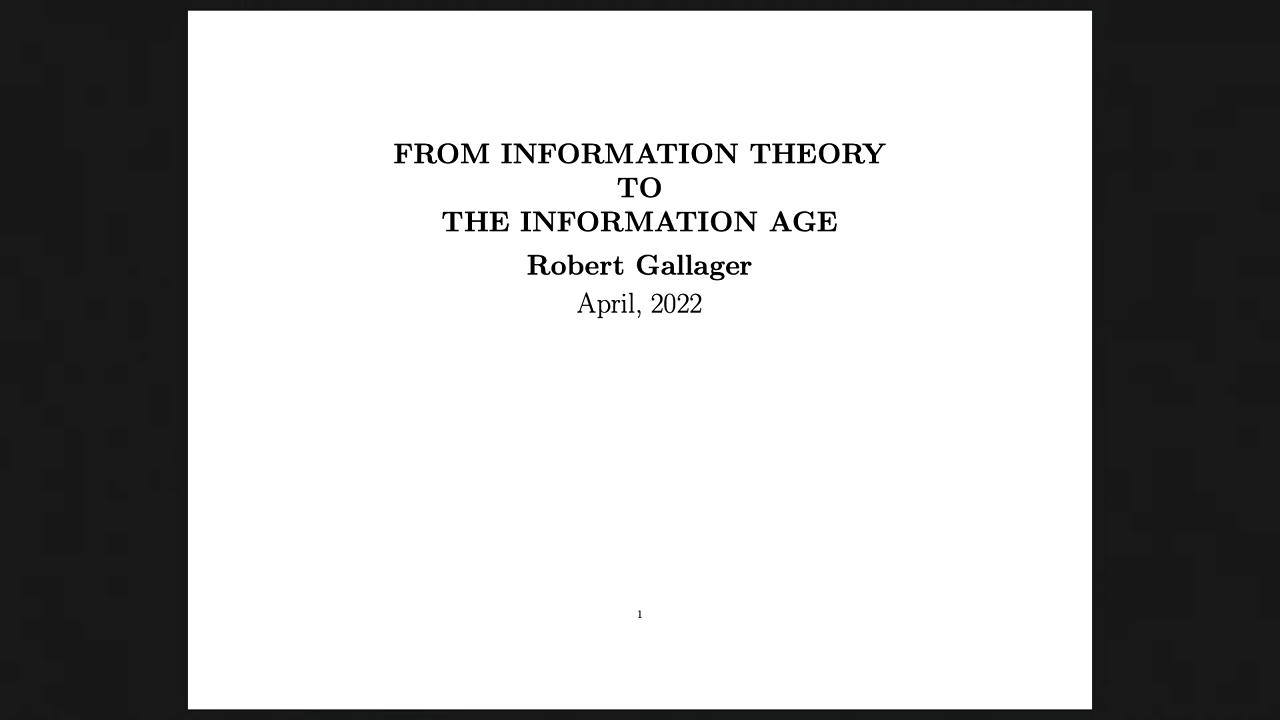 FROM INFORMATION THEORY
TO
THE INFORMATION AGE
Robert Gallager
April, 2022
1